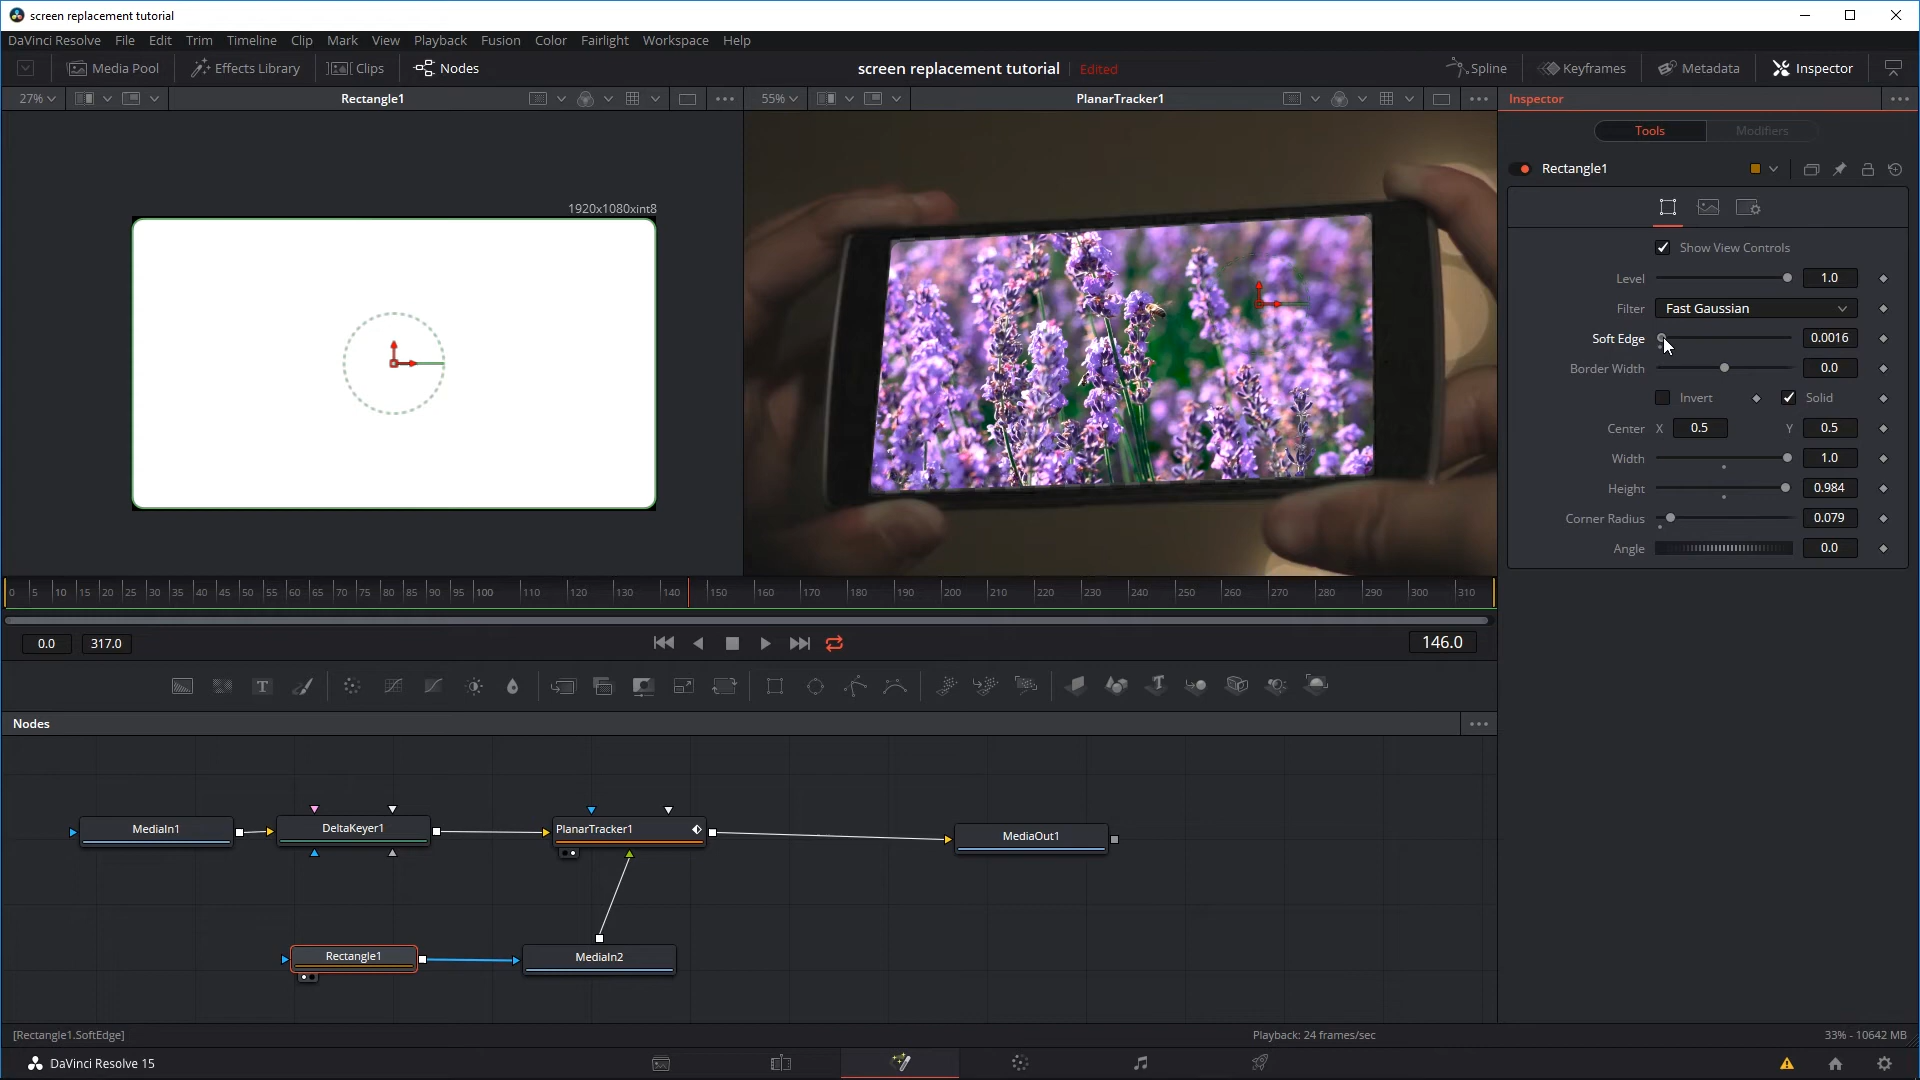 screen replacement tutorial
DaVinci Resolve File Edit Trim Timeline Clip Mark View Playback Fusion Color Fairlight Workspace Help
Media Pool Effects Library Clips Nodes screen replacement tutorial Edited Spline Keyframes Metadata Inspector
27% Rectangle1 55% PlanarTracker1 Inspector
Tools Modifiers
Rectangle1
1920x1080xint8
Show View Controls
Level 1.0
Filter Fast Gaussian
Soft Edge 0.0016
Border Width 0.0
Invert Solid
Center X 0.5 Y 0.5
Width 1.0
Height 0.984
Corner Radius 0.079
Angle 0.0
0 5 10 15 20 25 30 35 40 45 50 55 60 65 70 75 80 85 90 95 100 110 120 130 140 150 160 170 180 190 200 210 220 230 240 250 260 270 280 290 300 310
0.0 317.0 146.0
Nodes
MediaIn1 DeltaKeyer1 PlanarTracker1 MediaOut1
Rectangle1 MediaIn2
[Rectangle1.SoftEdge] Playback: 24 frames/sec 33% - 10642 MB
DaVinci Resolve 15